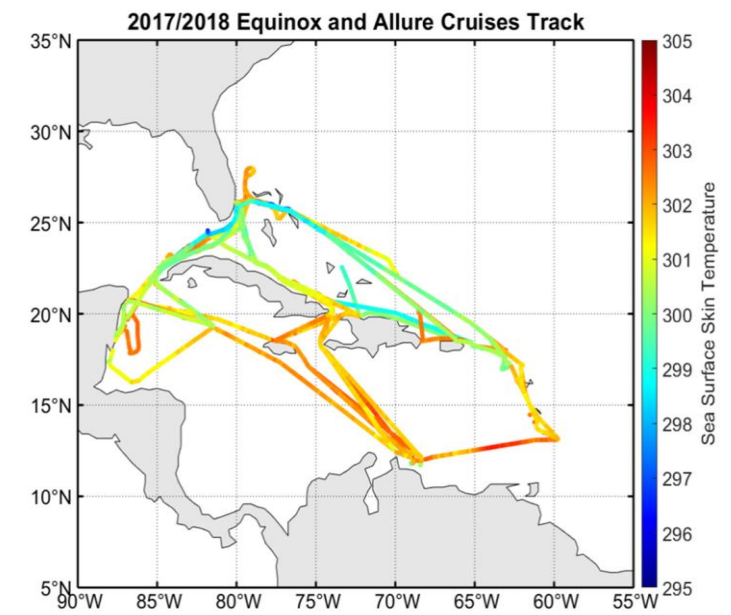 2017/2018 Equinox and Allure Cruises Track
35°N
30°N
25°N
20°N
15°N
10°N
5°N
90°W 85°W 80°W 75°W 70°W 65°W 60°W 55°W
305
304
303
302
301
300
299
298
297
296
295
Sea Surface Skin Temperature